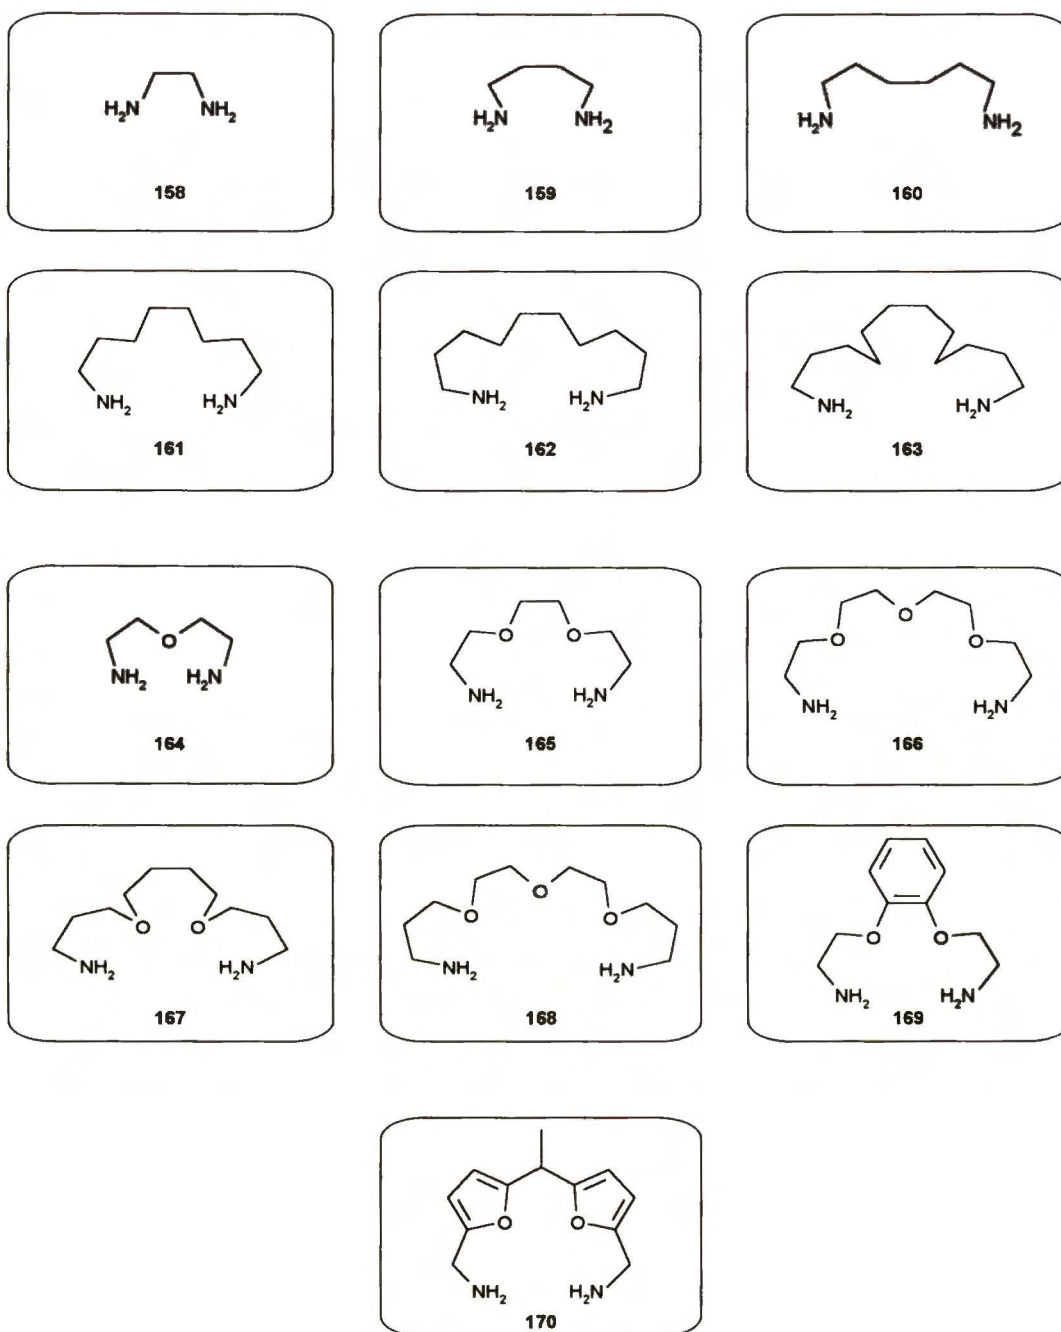 H₂N NH₂ H₂N NH₂ H₂N NH₂
158 159 160
NH₂ H₂N NH₂ H₂N NH₂ H₂N
161 162 163
O O O O O O
NH₂ H₂N NH₂ H₂N NH₂ H₂N
164 165 166
O O O O O O O
NH₂ H₂N NH₂ H₂N NH₂ H₂N
167 168 169
O O
NH₂ H₂N
170